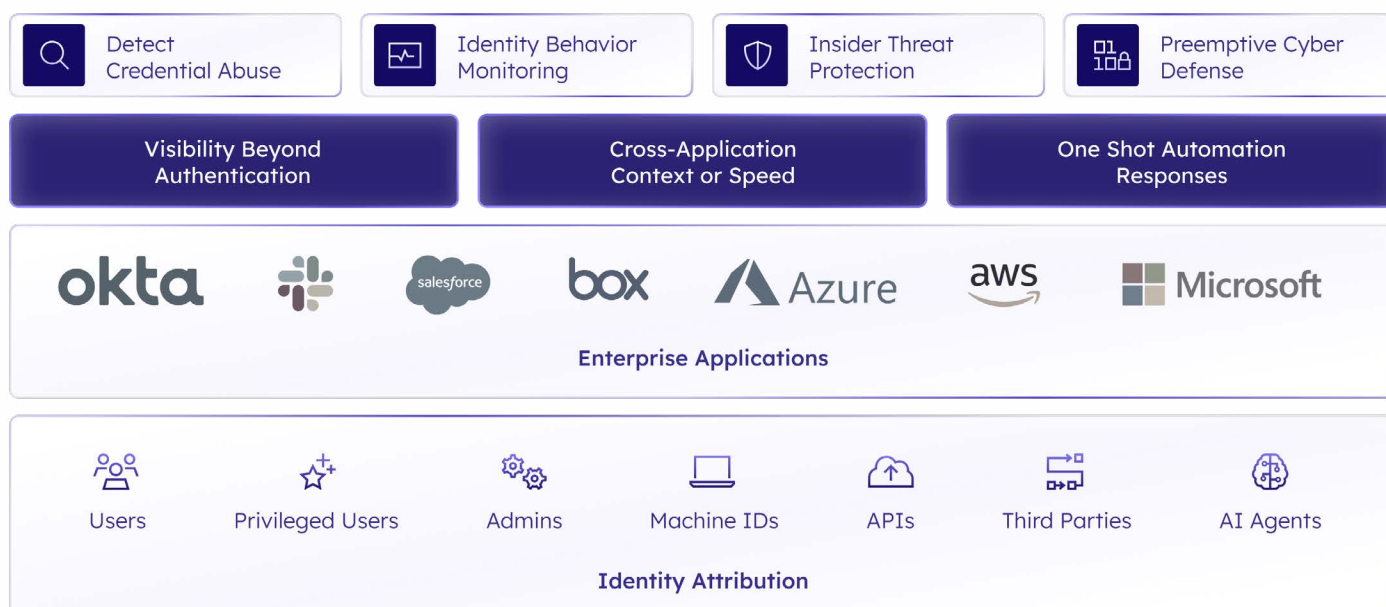 Detect
Credential Abuse
Identity Behavior
Monitoring
Insider Threat
Protection
01
10
Preemptive Cyber
Defense
Visibility Beyond
Authentication
Cross-Application
Context or Speed
One Shot Automation
Responses
okta
salesforce
box
Azure
aws
Microsoft
Enterprise Applications
Users
Privileged Users
Admins
Machine IDs
APIs
Third Parties
AI Agents
Identity Attribution